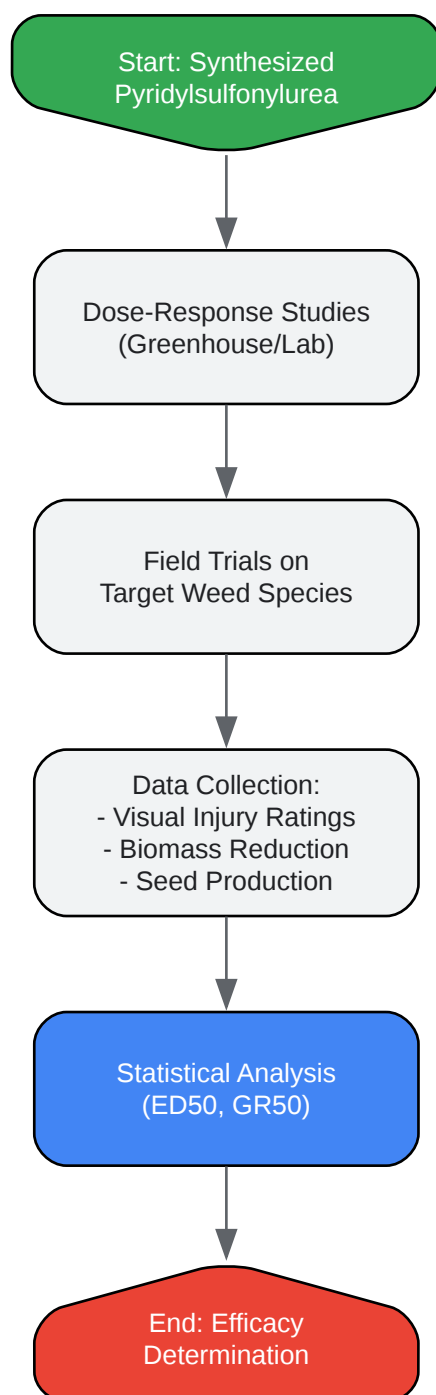 Start: Synthesized
Pyridylsulfonylurea
Dose-Response Studies
(Greenhouse/Lab)
Field Trials on
Target Weed Species
Data Collection:
- Visual Injury Ratings
- Biomass Reduction
- Seed Production
Statistical Analysis
(ED50, GR50)
End: Efficacy
Determination